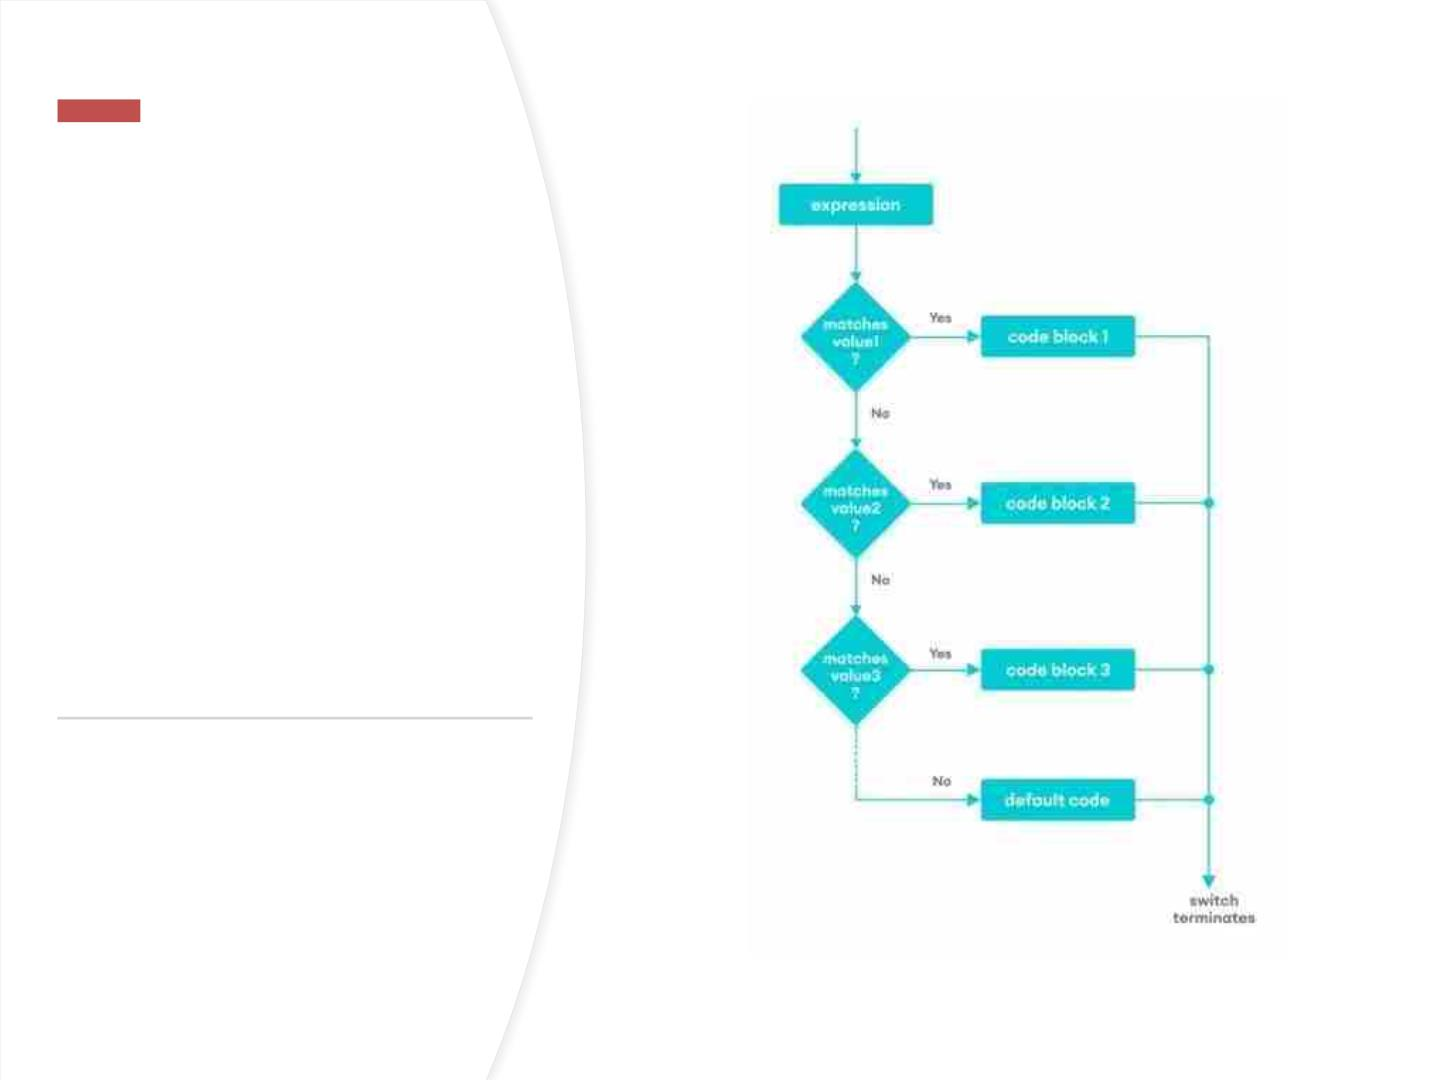 expression
matches
value1
?
Yes
code block 1
No
matches
value2
?
Yes
code block 2
No
matches
value3
?
Yes
code block 3
No
default code
switch
terminates